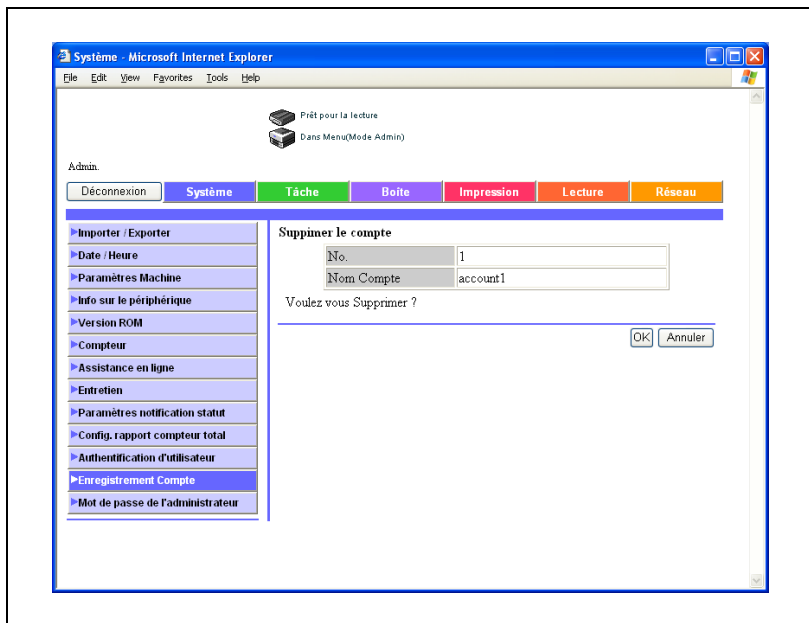 Système - Microsoft Internet Explorer
File Edit View Favorites Tools Help
Prêt pour la lecture
Dans Menu(Mode Admin)
Admin.
Déconnexion Système Tâche Boîte Impression Lecture Réseau
Importer / Exporter
Date / Heure
Paramètres Machine
Info sur le périphérique
Version ROM
Compteur
Assistance en ligne
Entretien
Paramètres notification statut
Config. rapport compteur total
Authentification d'utilisateur
Enregistrement Compte
Mot de passe de l'administrateur
Suppimer le compte
No. 1
Nom Compte account1
Voulez vous Supprimer ?
OK Annuler